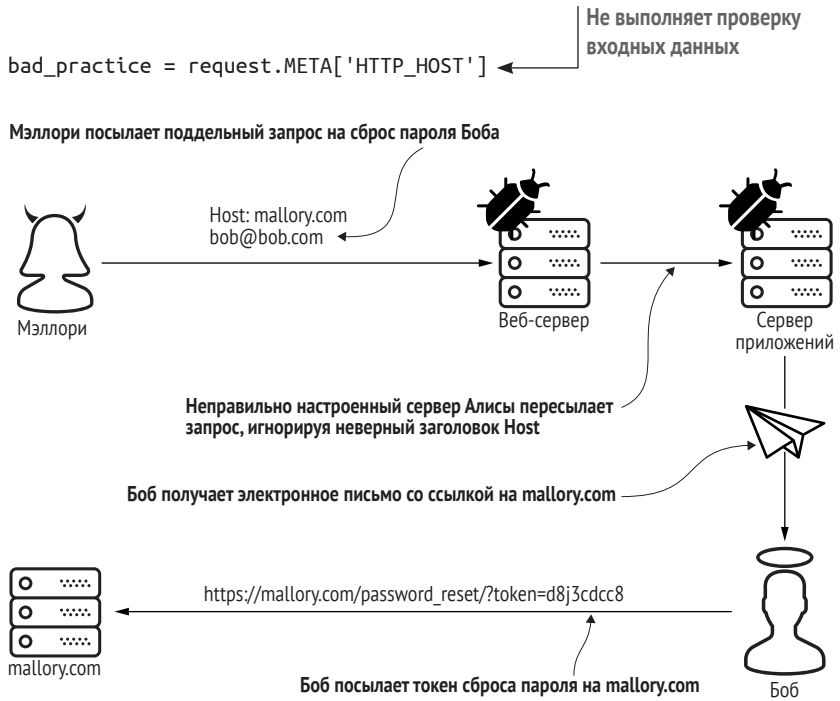 Не выполняет проверку
входных данных
bad_practice = request.META['HTTP_HOST']
Мэллори посылает поддельный запрос на сброс пароля Боба
Host: mallory.com
bob@bob.com
Мэллори
Веб-сервер
Сервер
приложений
Неправильно настроенный сервер Алисы пересылает
запрос, игнорируя неверный заголовок Host
Боб получает электронное письмо со ссылкой на mallory.com
https://mallory.com/password_reset/?token=d8j3cdcc8
mallory.com
Боб посылает токен сброса пароля на mallory.com
Боб